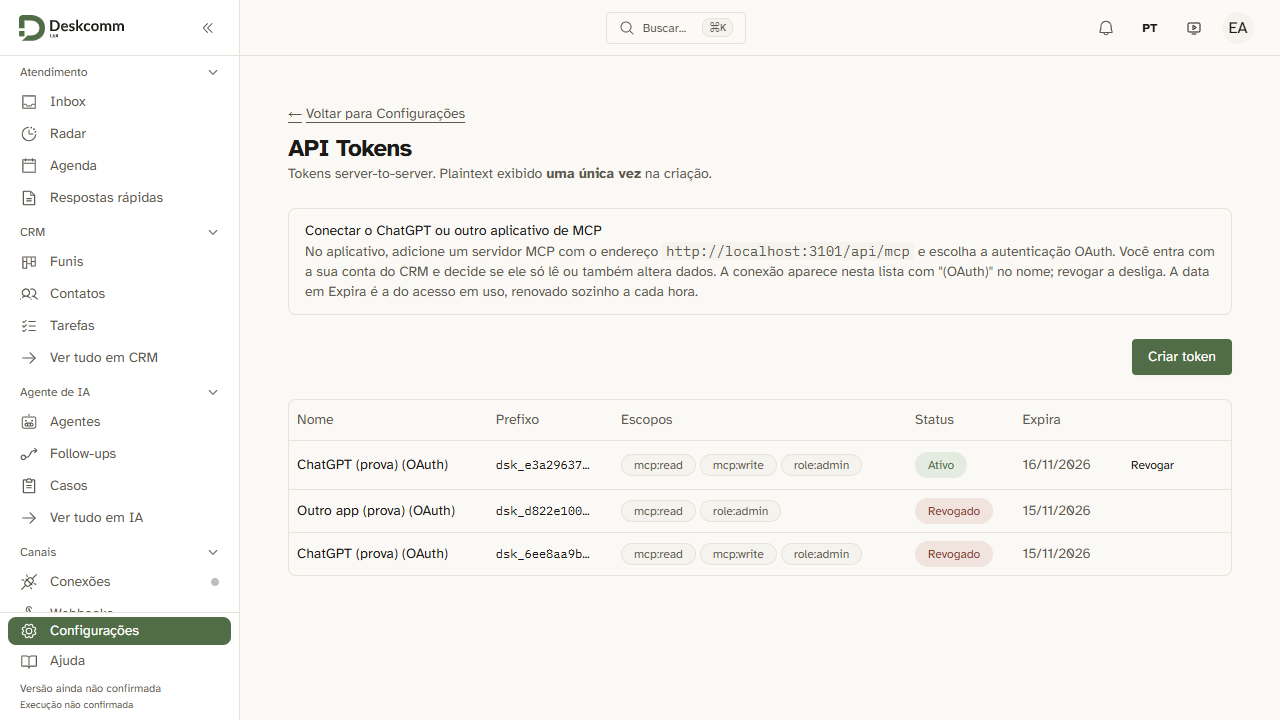 Deskcomm
CRM
Buscar...
⌘K
PT
EA
Atendimento
Inbox
Radar
Agenda
Respostas rápidas
CRM
Funis
Contatos
Tarefas
Ver tudo em CRM
Agente de IA
Agentes
Follow-ups
Casos
Ver tudo em IA
Canais
Conexões
Configurações
Ajuda
Versão ainda não confirmada
Execução não confirmada
← Voltar para Configurações
API Tokens
Tokens server-to-server. Plaintext exibido uma única vez na criação.
Conectar o ChatGPT ou outro aplicativo de MCP
No aplicativo, adicione um servidor MCP com o endereço http://localhost:3101/api/mcp e escolha a autenticação OAuth. Você entra com
a sua conta do CRM e decide se ele só lê ou também altera dados. A conexão aparece nesta lista com "(OAuth)" no nome; revogar a desliga. A data
em Expira é a do acesso em uso, renovado sozinho a cada hora.
Criar token
Nome Prefixo Escopos Status Expira
ChatGPT (prova) (OAuth) dsk_e3a29637… mcp:read mcp:write role:admin Ativo 16/11/2026 Revogar
Outro app (prova) (OAuth) dsk_d822e100… mcp:read role:admin Revogado 15/11/2026
ChatGPT (prova) (OAuth) dsk_6ee8aa9b… mcp:read mcp:write role:admin Revogado 15/11/2026